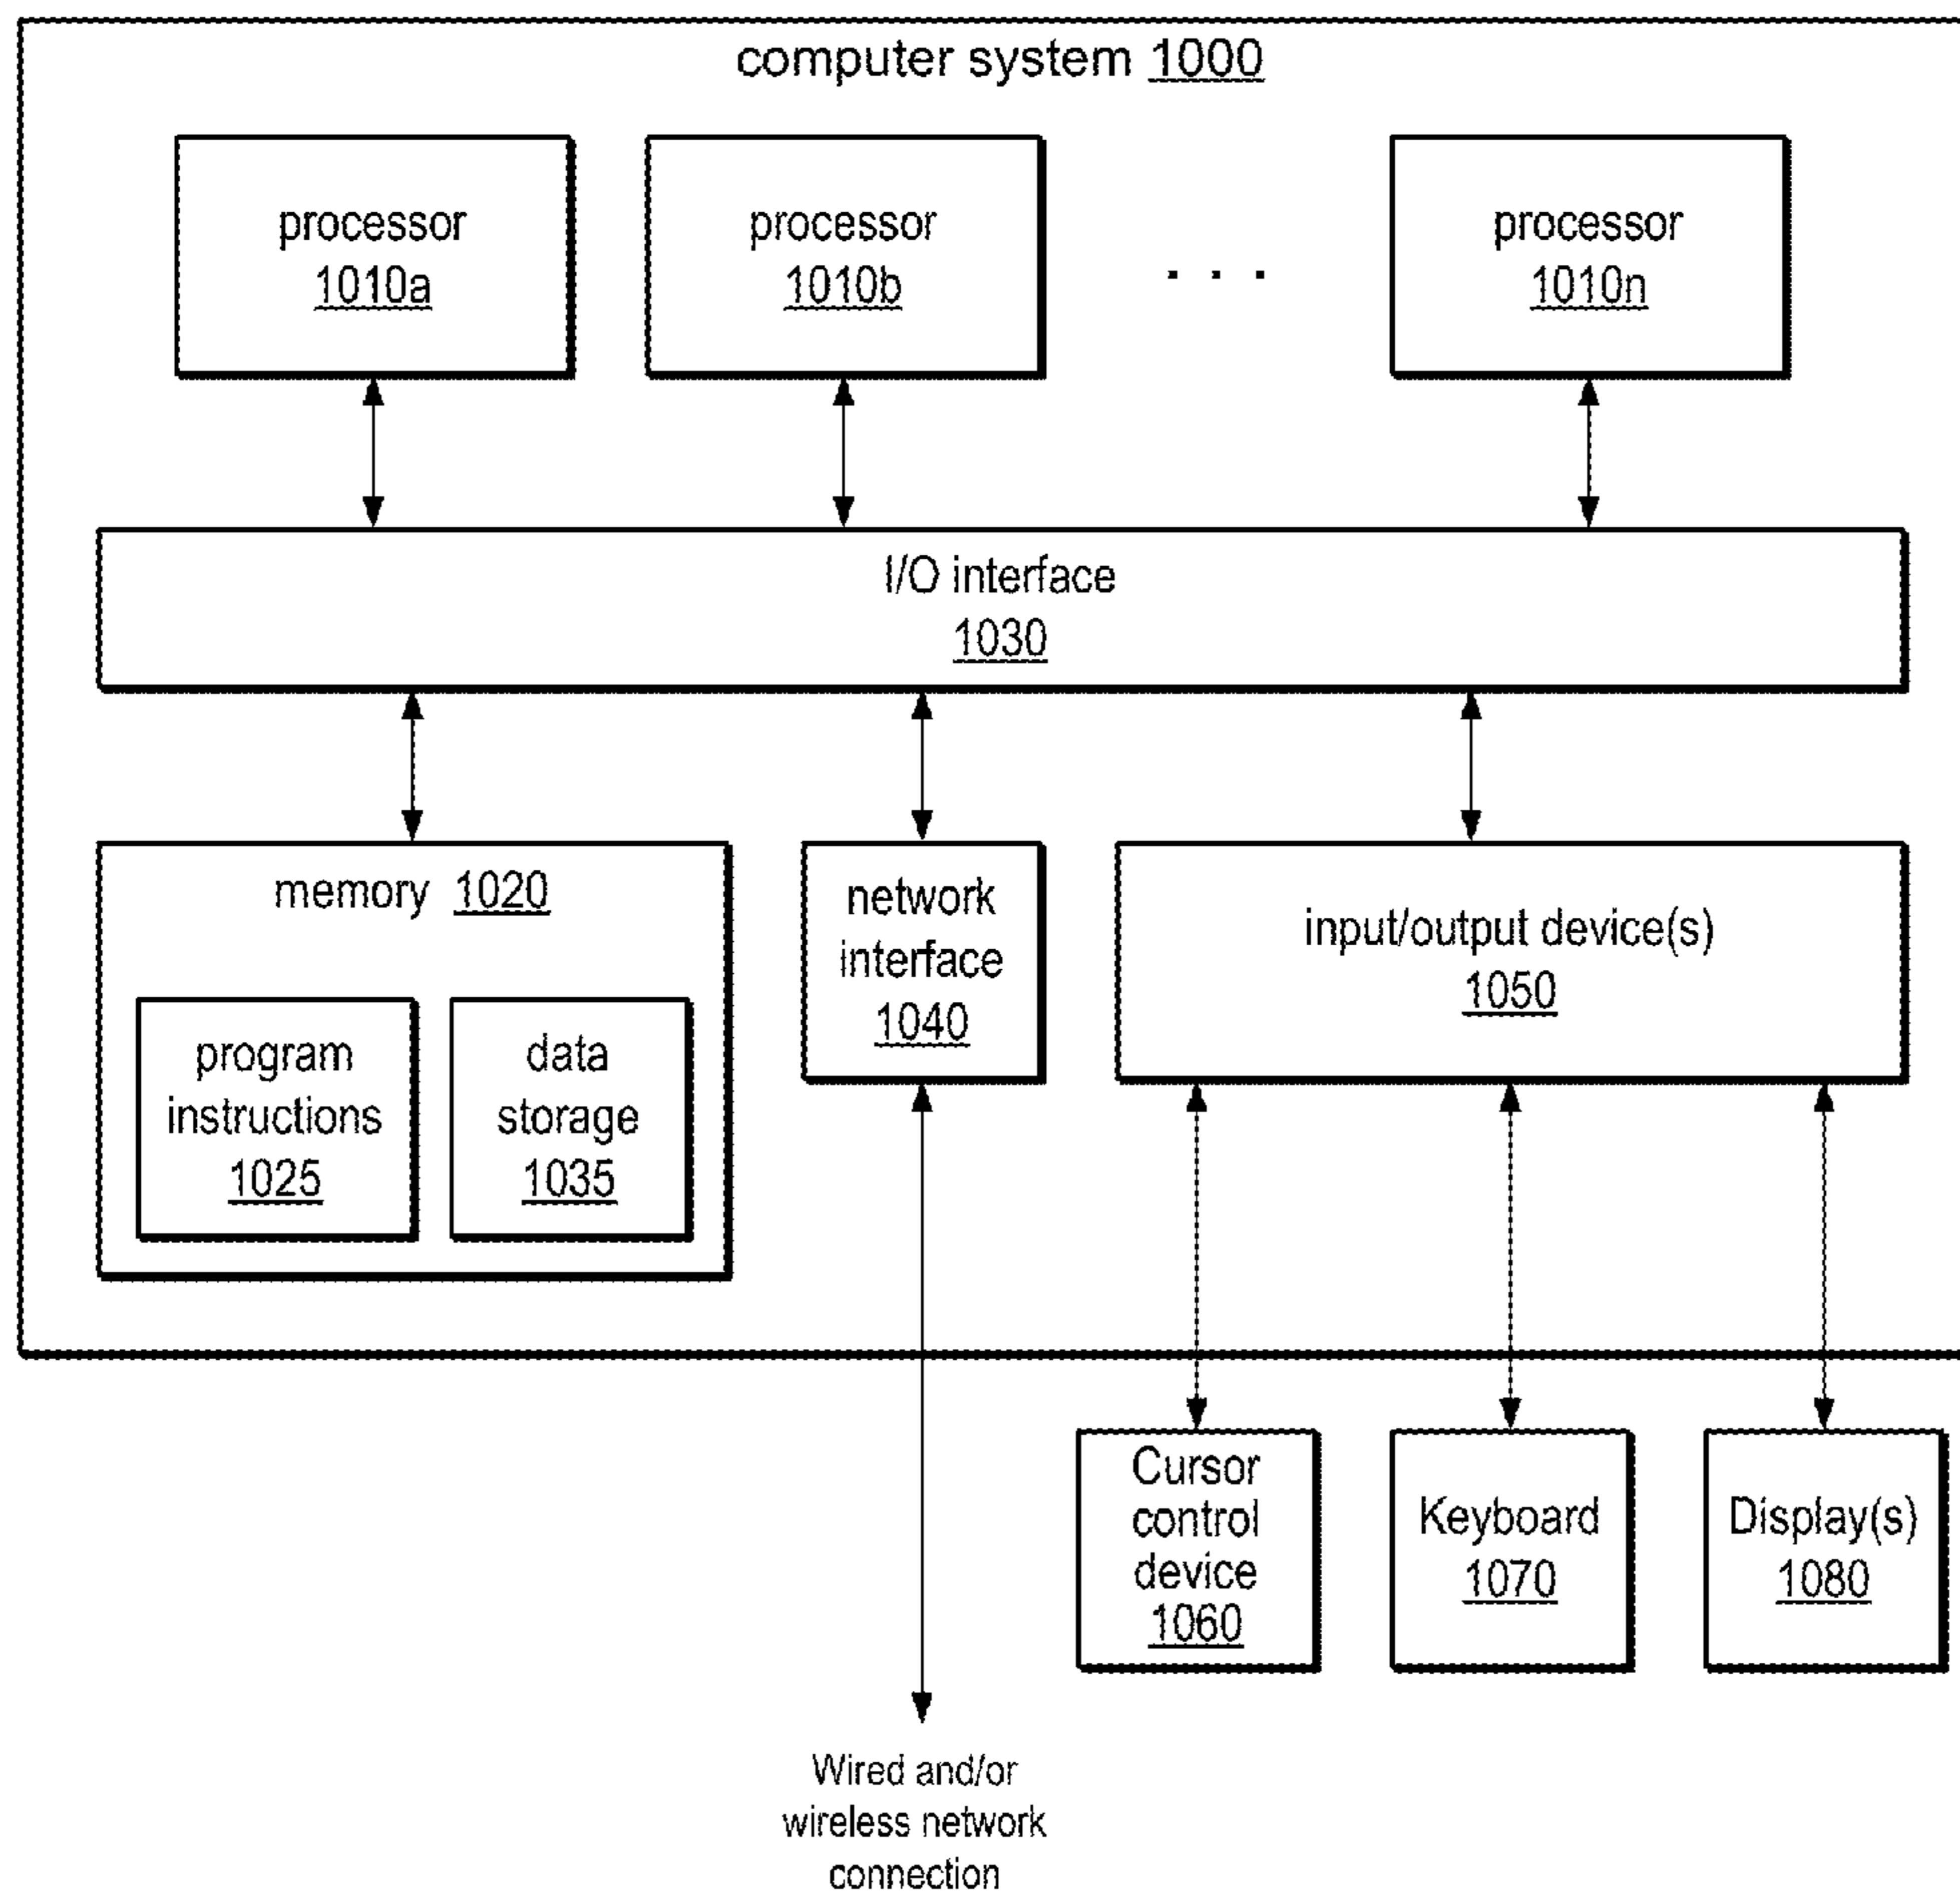 computer system 1000
processor
1010a
processor
1010b
. . .
processor
1010n
I/O interface
1030
memory 1020
program
instructions
1025
data
storage
1035
network
interface
1040
input/output device(s)
1050
Cursor
control
device
1060
Keyboard
1070
Display(s)
1080
Wired and/or
wireless network
connection